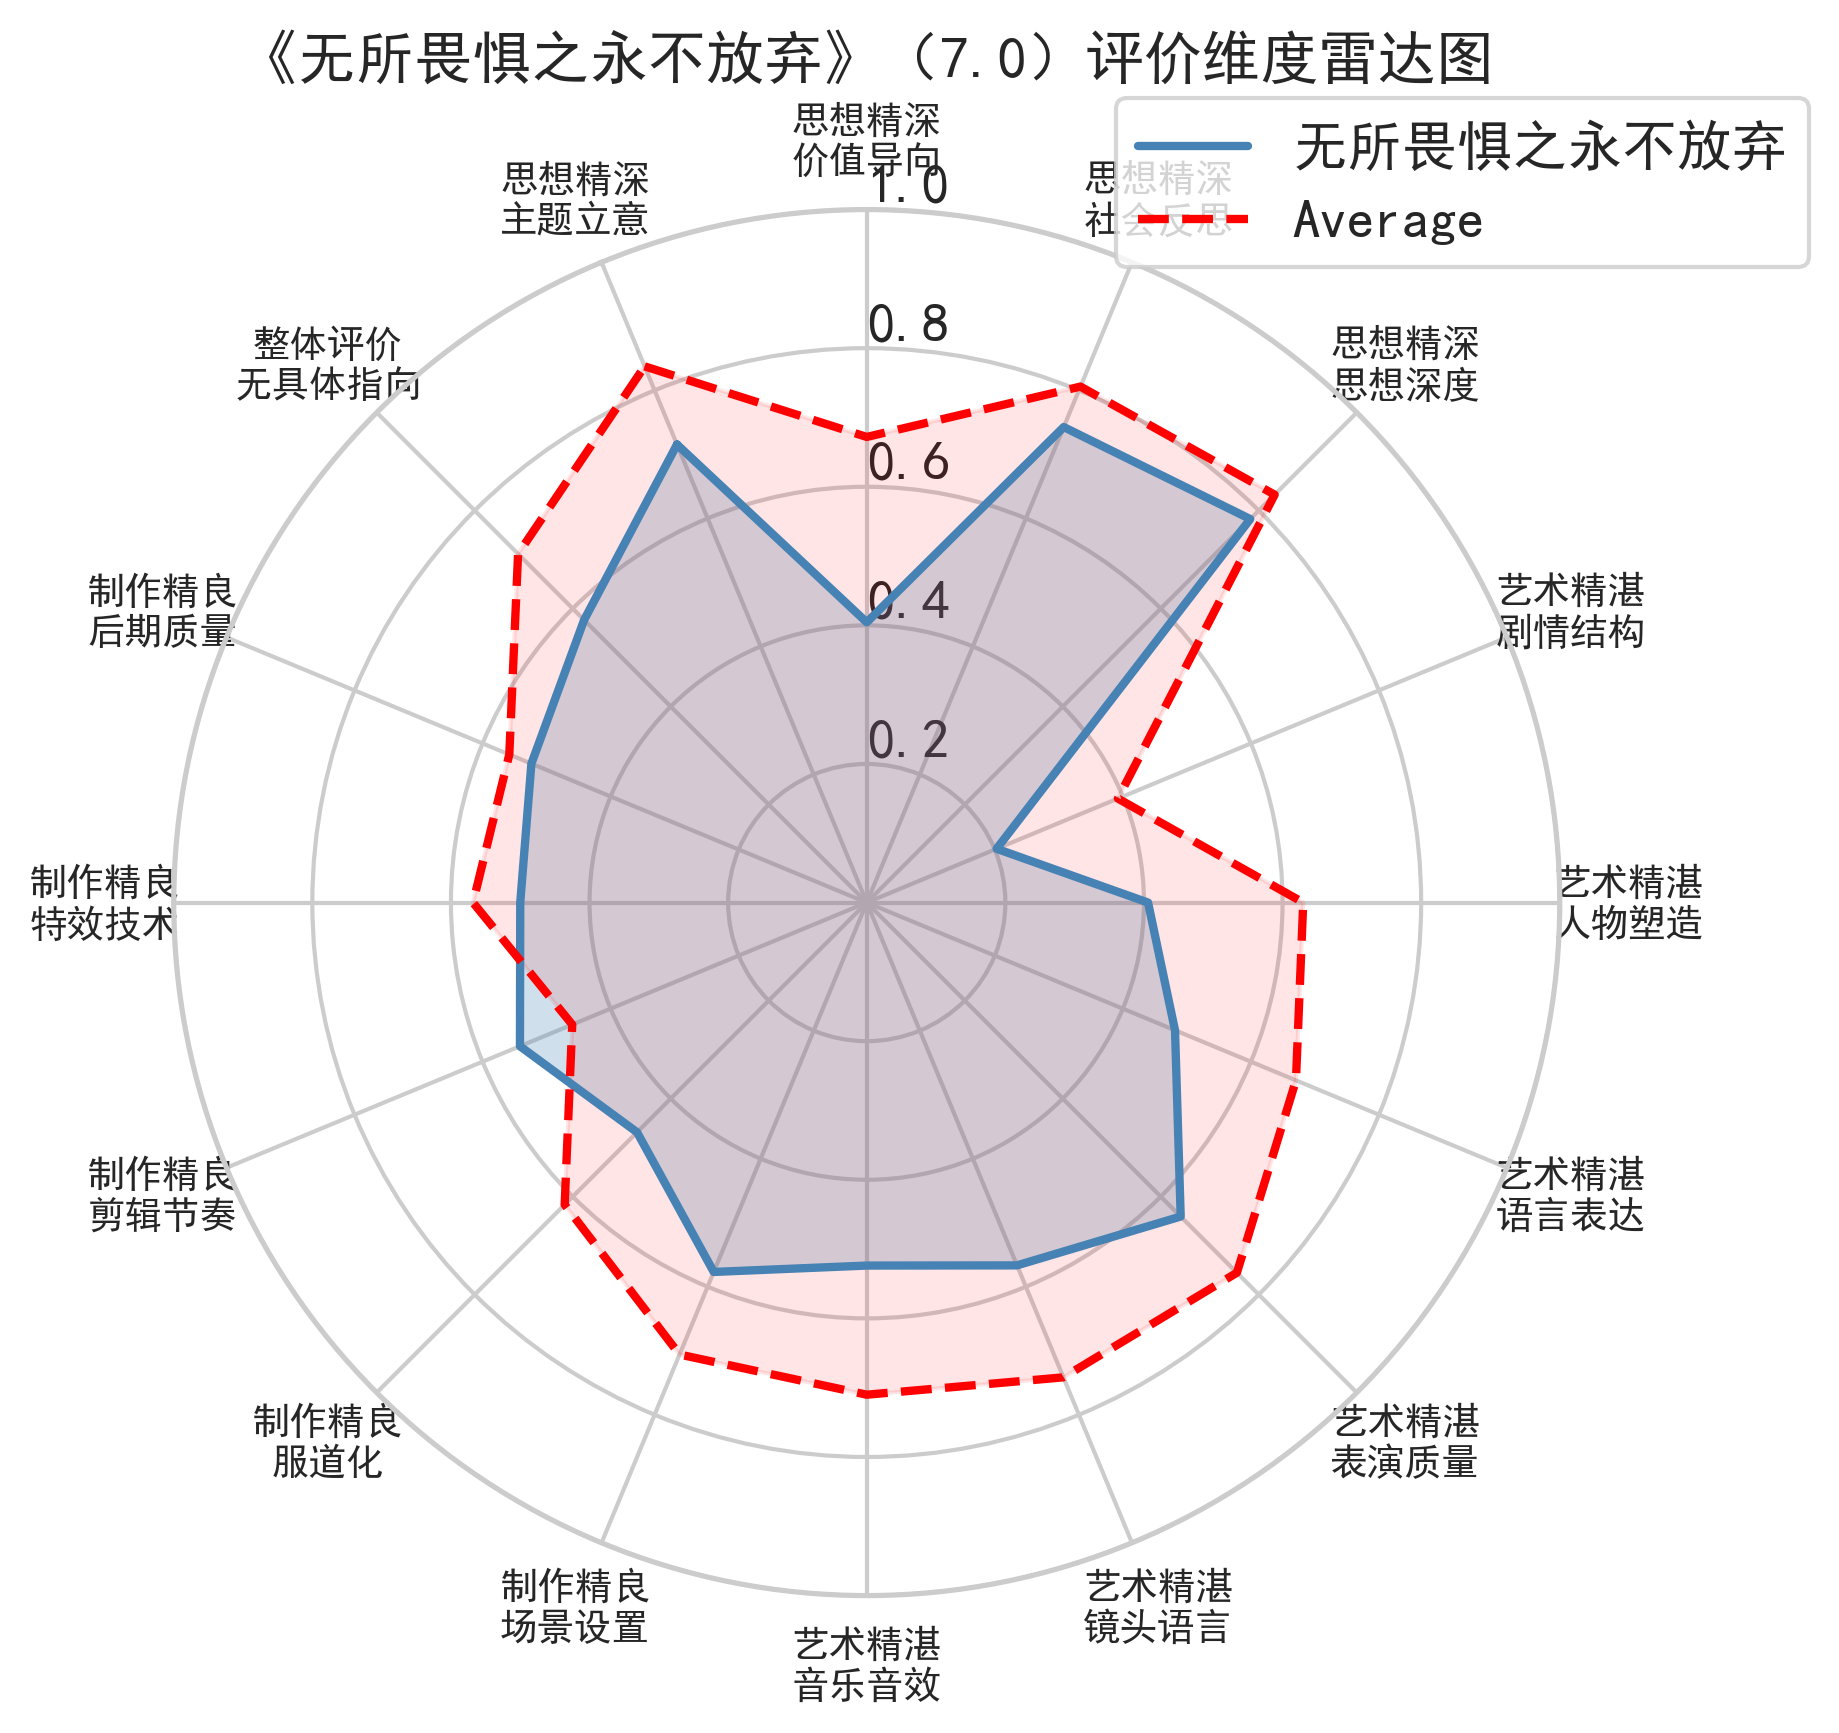 《无所畏惧之永不放弃》（7.0）评价维度雷达图
无所畏惧之永不放弃
Average
思想精深
价值导向
思想精深
社会反思
思想精深
思想深度
艺术精湛
剧情结构
艺术精湛
人物塑造
艺术精湛
语言表达
艺术精湛
表演质量
艺术精湛
镜头语言
艺术精湛
音乐音效
制作精良
场景设置
制作精良
服道化
制作精良
剪辑节奏
制作精良
特效技术
制作精良
后期质量
整体评价
无具体指向
思想精深
主题立意
1.0
0.8
0.6
0.4
0.2